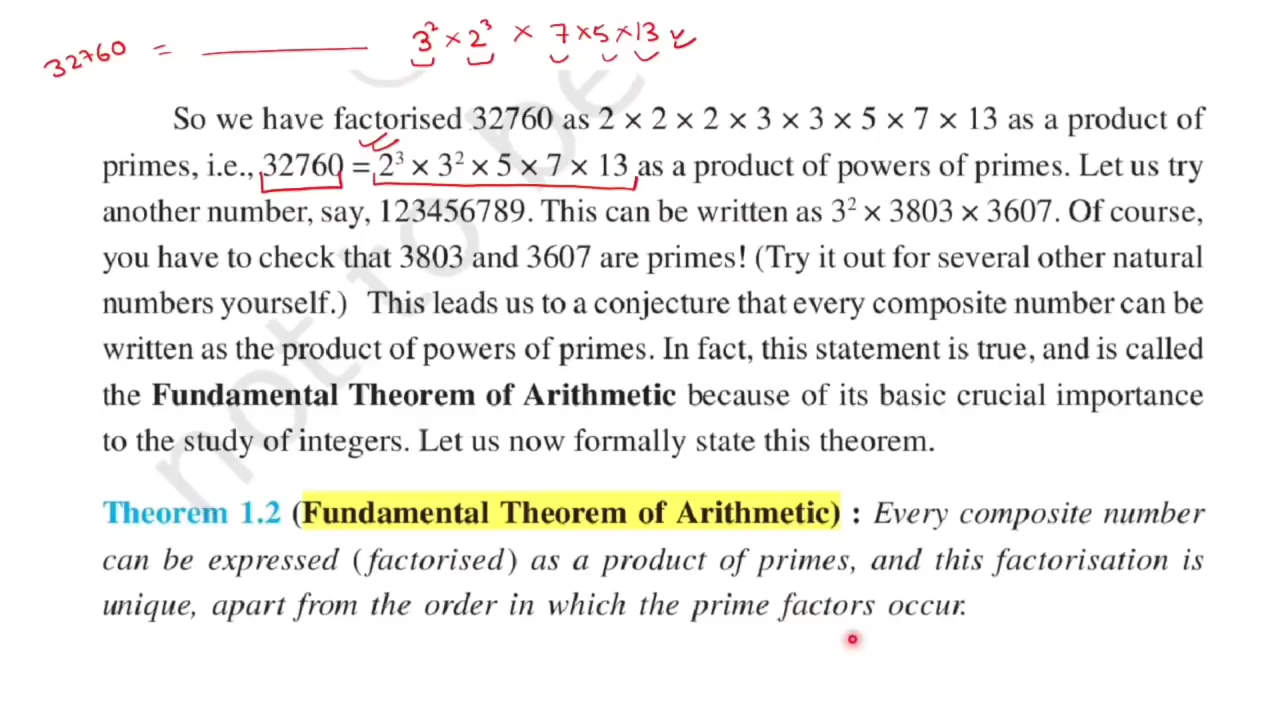 32760 = ______ 3² × 2³ × 7 × 5 × 13
So we have factorised 32760 as 2 × 2 × 2 × 3 × 3 × 5 × 7 × 13 as a product of
primes, i.e., 32760 = 2³ × 3² × 5 × 7 × 13 as a product of powers of primes. Let us try
another number, say, 123456789. This can be written as 3² × 3803 × 3607. Of course,
you have to check that 3803 and 3607 are primes! (Try it out for several other natural
numbers yourself.) This leads us to a conjecture that every composite number can be
written as the product of powers of primes. In fact, this statement is true, and is called
the Fundamental Theorem of Arithmetic because of its basic crucial importance
to the study of integers. Let us now formally state this theorem.
Theorem 1.2 (Fundamental Theorem of Arithmetic) : Every composite number
can be expressed (factorised) as a product of primes, and this factorisation is
unique, apart from the order in which the prime factors occur.
not to be